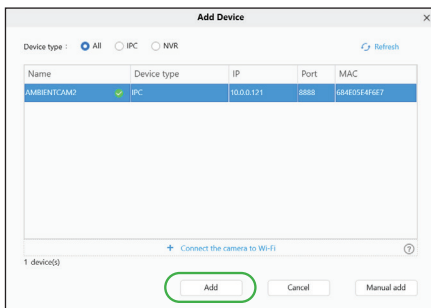 Add Device
Device type : All IPC NVR Refresh
Name Device type IP Port MAC
AMBIENTCAM2 IPC 10.0.0.121 8888 684E05E4F6E7
+ Connect the camera to Wi-Fi ?
1 device(s)
Add Cancel Manual add